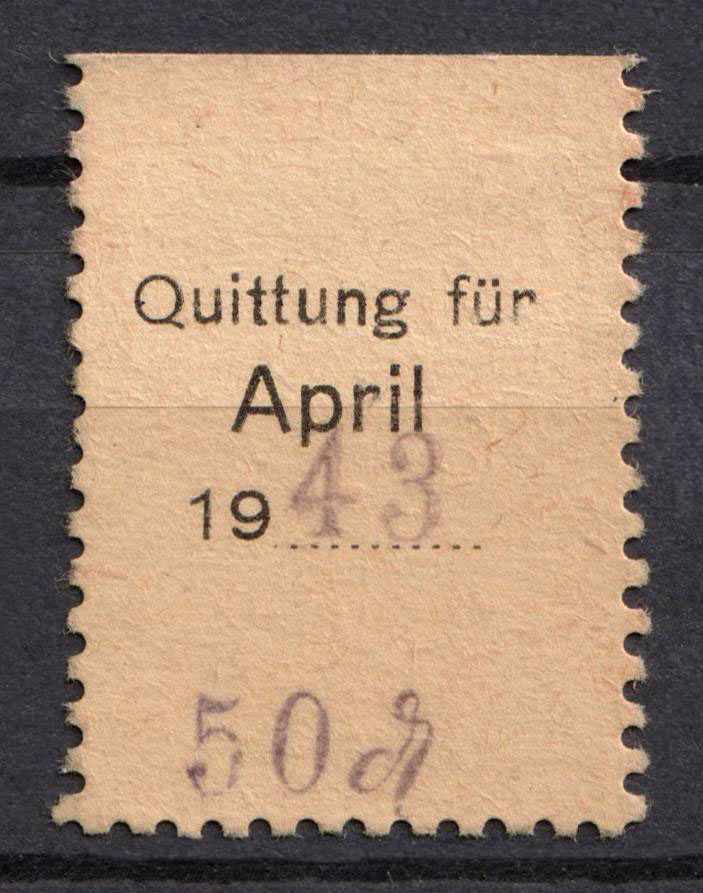 Quittung für
April
1943
50 ₰